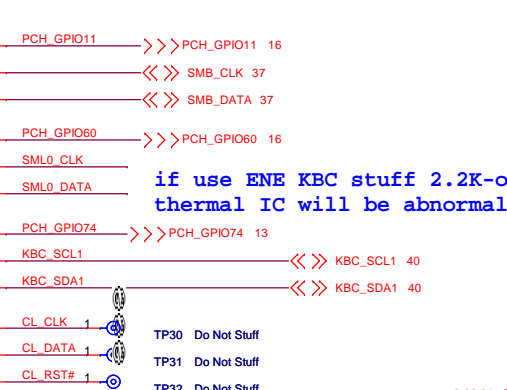 PCH_GPIO11 PCH_GPIO11 16
SMB_CLK 37
SMB_DATA 37
PCH_GPIO60 PCH_GPIO60 16
SML0_CLK
SML0_DATA
if use ENE KBC stuff 2.2K-o
thermal IC will be abnormal
PCH_GPIO74 PCH_GPIO74 13
KBC_SCL1 KBC_SCL1 40
KBC_SDA1 KBC_SDA1 40
CL_CLK 1 TP30 Do Not Stuff
CL_DATA 1 TP31 Do Not Stuff
CL_RST# 1 TP32 Do Not Stuff